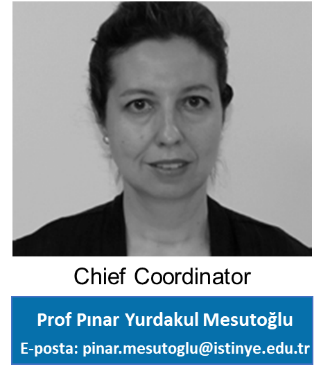 Chief Coordinator
Prof Pınar Yurdakul Mesutoğlu
E-posta: pinar.mesutoglu@istinye.edu.tr